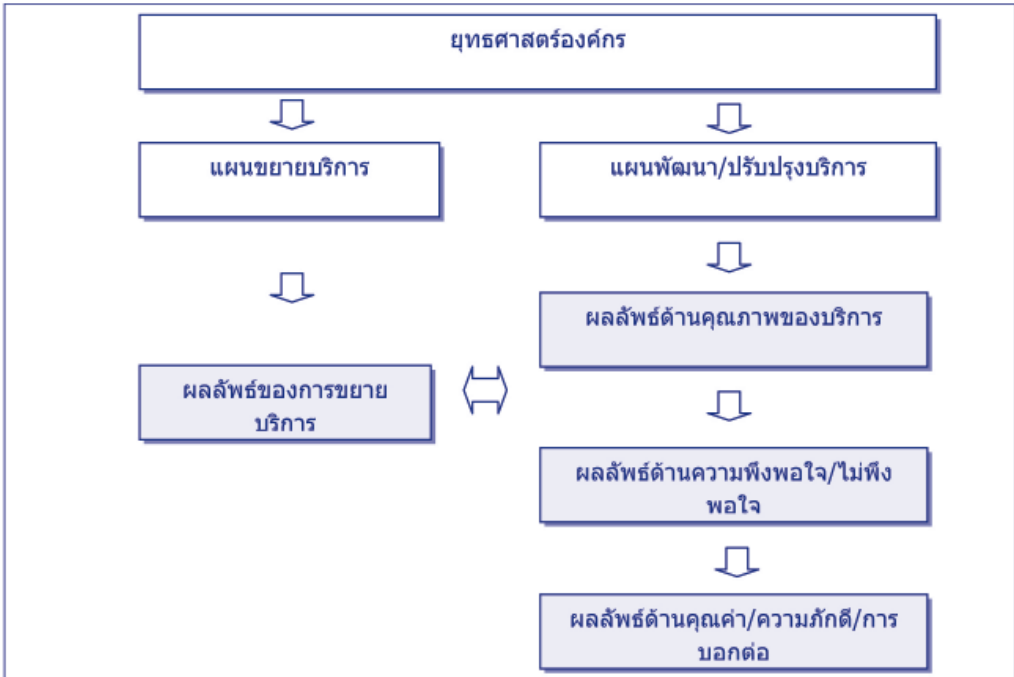 ยุทธศาสตร์องค์กร
แผนขยายบริการ
แผนพัฒนา/ปรับปรุงบริการ
ผลลัพธ์ด้านคุณภาพของบริการ
ผลลัพธ์ของการขยาย
บริการ
ผลลัพธ์ด้านความพึงพอใจ/ไม่พึง
พอใจ
ผลลัพธ์ด้านคุณค่า/ความภักดี/การ
บอกต่อ